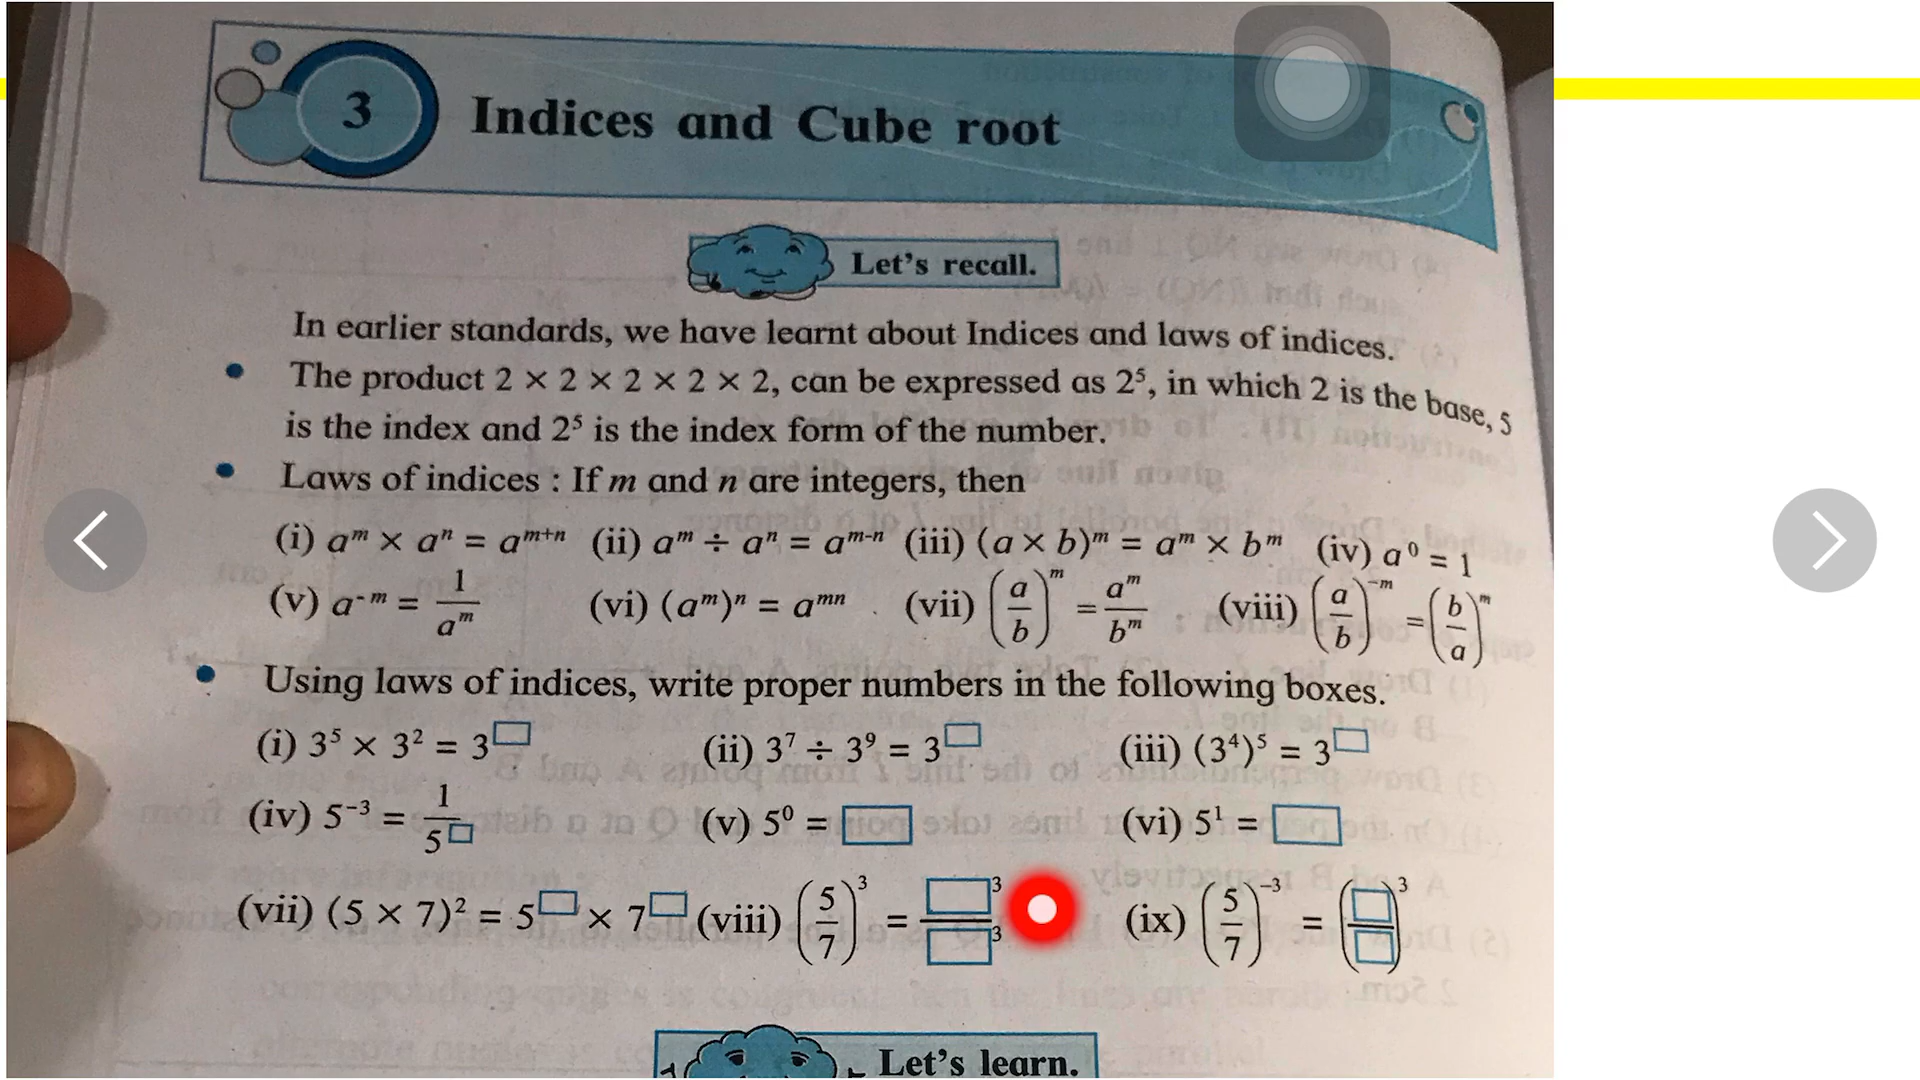 3 Indices and Cube root
Let's recall.
In earlier standards, we have learnt about Indices and laws of indices.
• The product 2 × 2 × 2 × 2 × 2, can be expressed as 2⁵, in which 2 is the base, 5
is the index and 2⁵ is the index form of the number.
• Laws of indices : If m and n are integers, then
(i) aᵐ × aⁿ = aᵐ⁺ⁿ (ii) aᵐ ÷ aⁿ = aᵐ⁻ⁿ (iii) (a × b)ᵐ = aᵐ × bᵐ (iv) a⁰ = 1
(v) a⁻ᵐ = 1/aᵐ (vi) (aᵐ)ⁿ = aᵐⁿ (vii) (a/b)ᵐ = aᵐ/bᵐ (viii) (a/b)⁻ᵐ = (b/a)ᵐ
• Using laws of indices, write proper numbers in the following boxes.
(i) 3⁵ × 3² = 3^□ (ii) 3⁷ ÷ 3⁹ = 3^□ (iii) (3⁴)⁵ = 3^□
(iv) 5⁻³ = 1/5^□ (v) 5⁰ = □ (vi) 5¹ = □
(vii) (5 × 7)² = 5^□ × 7^□ (viii) (5/7)³ = □³/□³ (ix) (5/7)⁻³ = (□/□)³
Let's learn.